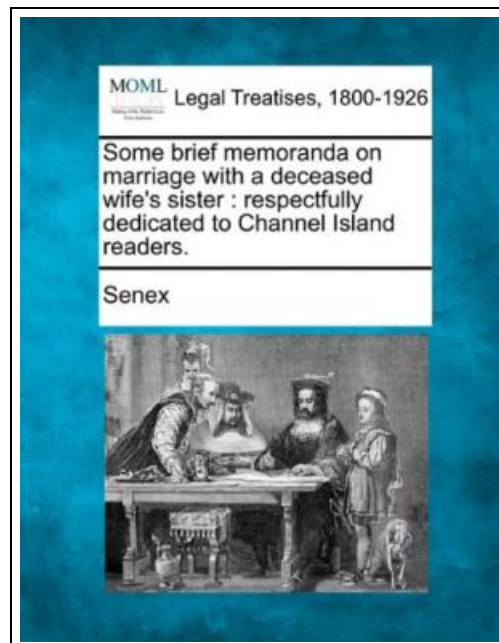 MOML
Legal Treatises, 1800-1926
Some brief memoranda on
marriage with a deceased
wife's sister : respectfully
dedicated to Channel Island
readers.
Senex